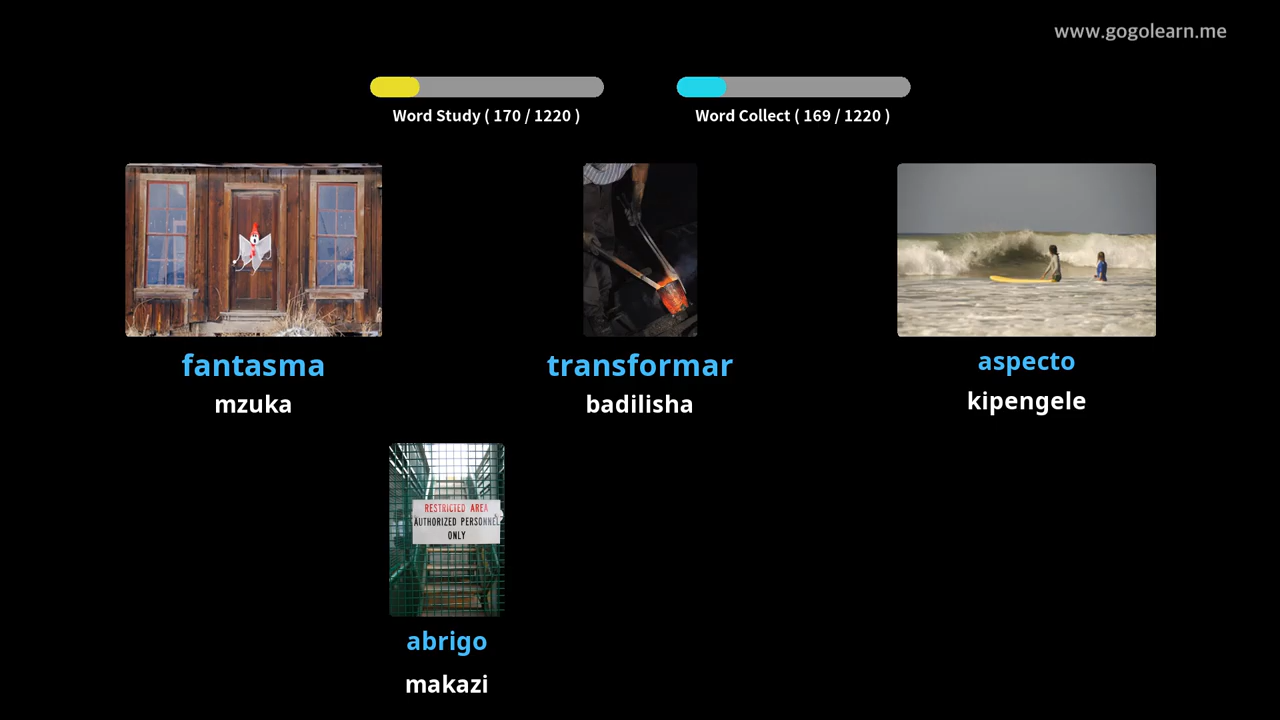 www.gogolearn.me
Word Study ( 170 / 1220 )
Word Collect ( 169 / 1220 )
fantasma
mzuka
transformar
badilisha
aspecto
kipengele
RESTRICTED AREA
AUTHORIZED PERSONNEL
ONLY
abrigo
makazi